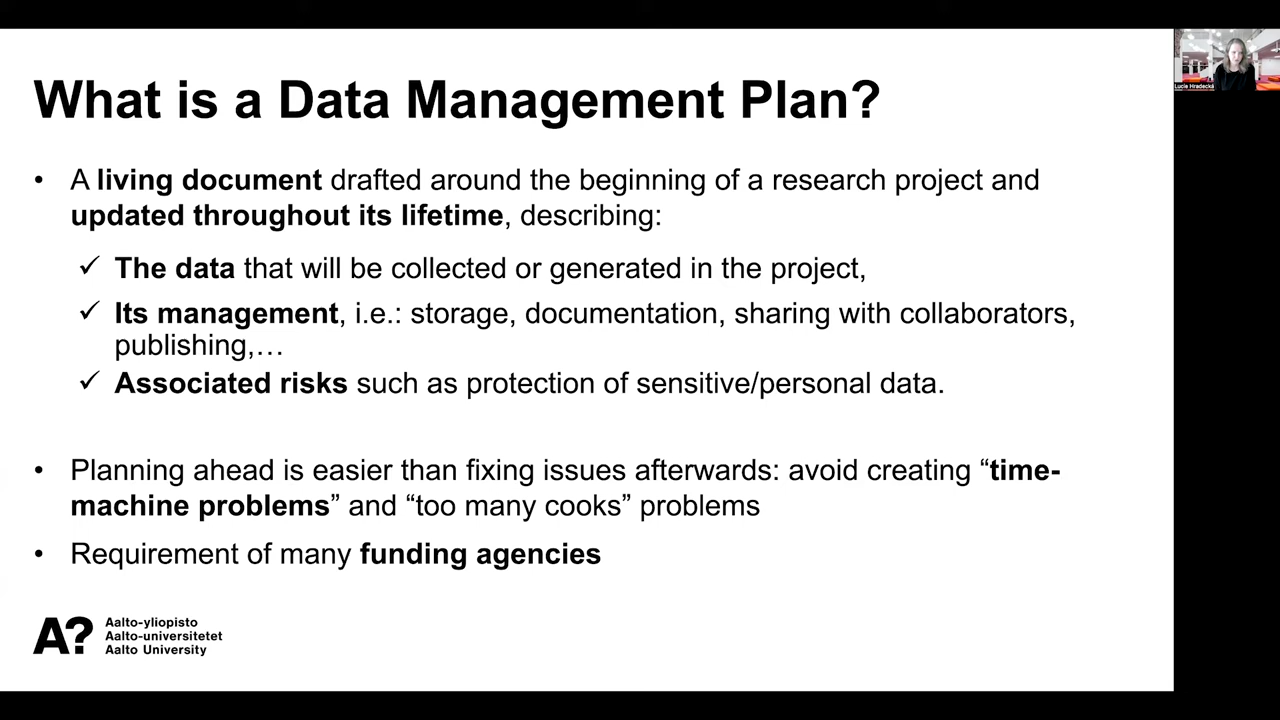 What is a Data Management Plan?
• A living document drafted around the beginning of a research project and
updated throughout its lifetime, describing:
✓ The data that will be collected or generated in the project,
✓ Its management, i.e.: storage, documentation, sharing with collaborators,
publishing,…
✓ Associated risks such as protection of sensitive/personal data.
• Planning ahead is easier than fixing issues afterwards: avoid creating “time-
machine problems” and “too many cooks” problems
• Requirement of many funding agencies
A?
Aalto-yliopisto
Aalto-universitetet
Aalto University
Lucie Hradecká